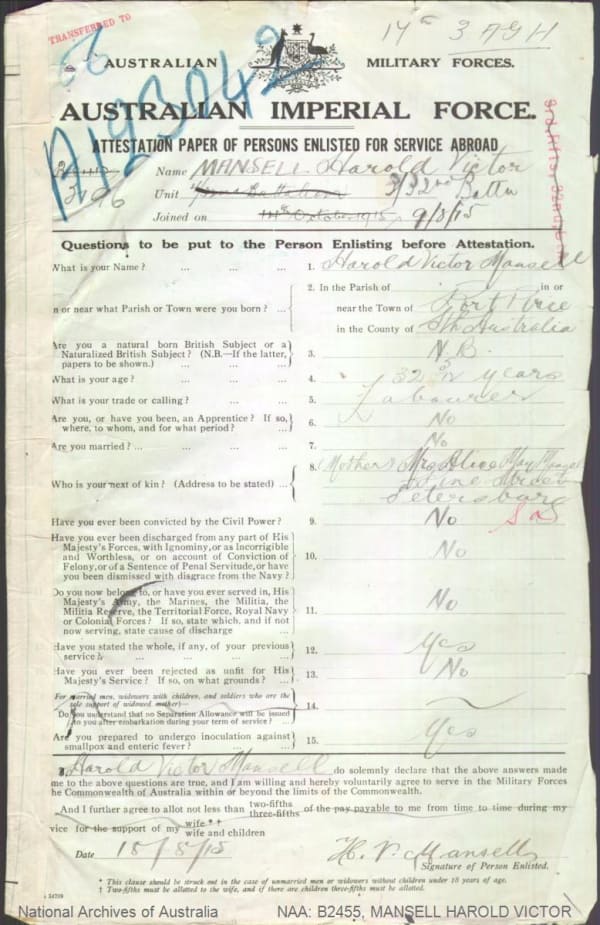 TRANSFERRED TO
14th 3 AGH
A19304
AUSTRALIAN MILITARY FORCES.
AUSTRALIAN IMPERIAL FORCE.
ATTESTATION PAPER OF PERSONS ENLISTED FOR SERVICE ABROAD
3196
Name MANSELL. Harold Victor
Unit 3/32nd Battn
Joined on 14th October 1915 9/8/15
Questions to be put to the Person Enlisting before Attestation.
What is your Name? ... ... ... 1. Harold Victor Mansell
2. In the Parish of in or
In or near what Parish or Town were you born? ... near the Town of Port Pirie
in the County of Sth Australia
Are you a natural born British Subject or a
Naturalized British Subject? (N.B.—If the latter, 3. N.B.
papers to be shown.) ... ... ...
What is your age? ... ... ... 4. 32 years
What is your trade or calling? ... ... ... 5. Labourer
Are you, or have you been, an Apprentice? If so, 6. No
where, to whom, and for what period? ... ...
Are you married? ... ... ... ... 7. No
8. (Mother) Mrs Alice May Mansell
Who is your next of kin? (Address to be stated) ...
Petersburg
Have you ever been convicted by the Civil Power? 9. No S a
Have you ever been discharged from any part of His
Majesty's Forces, with Ignominy, or as Incorrigible
and Worthless, or on account of Conviction of 10. No
Felony, or of a Sentence of Penal Servitude, or have
you been dismissed with disgrace from the Navy?
Do you now belong to, or have you ever served in, His
Majesty's Army, the Marines, the Militia, the
Militia Reserve, the Territorial Force, Royal Navy 11. No
or Colonial Forces? If so, state which, and if not
now serving, state cause of discharge ...
Have you stated the whole, if any, of your previous 12. Yes
service? ... ... ... ...
Have you ever been rejected as unfit for His 13. No
Majesty's Service? If so, on what grounds? ...
For married men, widowers with children, and soldiers who are the
sole support of widowed mother) 14.
Do you understand that no Separation Allowance will be issued
to you after embarkation during your term of service? ...
Are you prepared to undergo inoculation against 15. Yes
smallpox and enteric fever? ... ...
I, Harold Victor Mansell do solemnly declare that the above answers made
me to the above questions are true, and I am willing and hereby voluntarily agree to serve in the Military Forces
the Commonwealth of Australia within or beyond the limits of the Commonwealth.
And I further agree to allot not less than two-fifths three-fifths of the pay payable to me from time to time during my
vice for the support of my wife*† wife and children
Date 18/8/15 H. V. Mansell
Signature of Person Enlisted.
* This clause should be struck out in the case of unmarried men or widowers without children under 18 years of age.
† Two-fifths must be allotted to the wife, and if there are children three-fifths must be allotted.
National Archives of Australia NAA: B2455, MANSELL HAROLD VICTOR